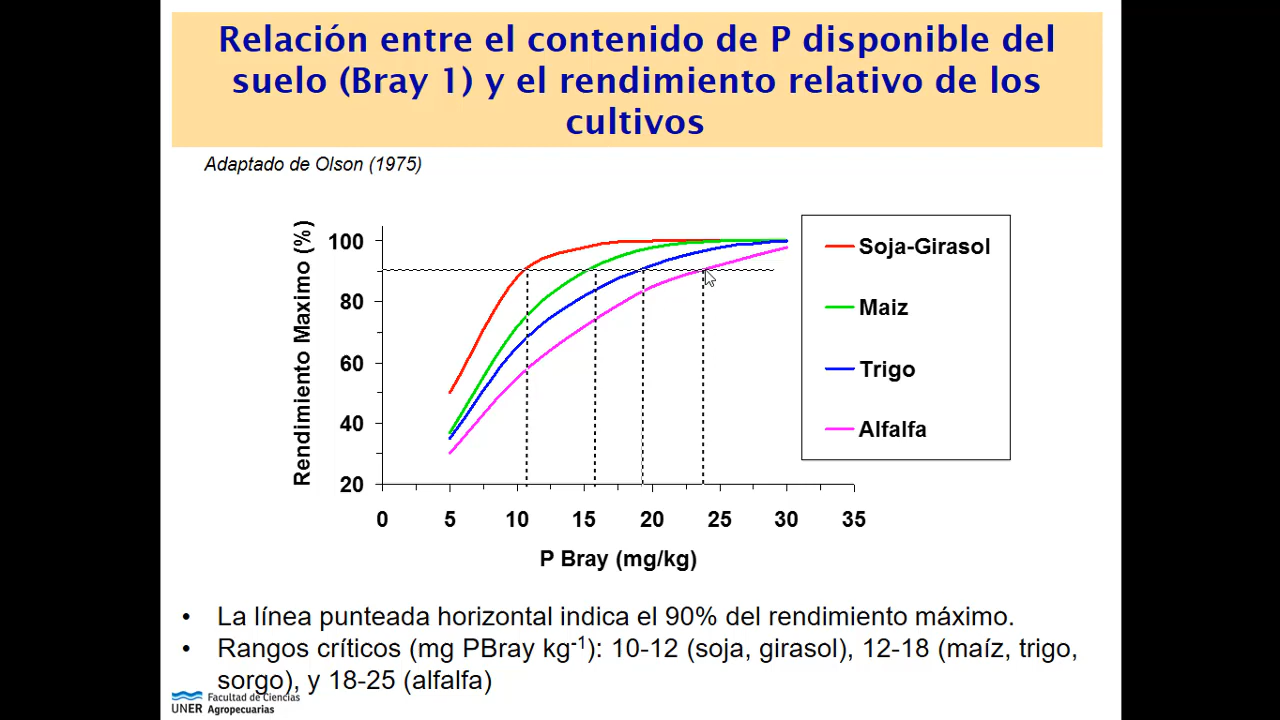 Relación entre el contenido de P disponible del
suelo (Bray 1) y el rendimiento relativo de los
cultivos
Adaptado de Olson (1975)
Rendimiento Maximo (%)
100
80
60
40
20
0 5 10 15 20 25 30 35
P Bray (mg/kg)
Soja-Girasol
Maiz
Trigo
Alfalfa
• La línea punteada horizontal indica el 90% del rendimiento máximo.
• Rangos críticos (mg PBray kg-1): 10-12 (soja, girasol), 12-18 (maíz, trigo,
sorgo), y 18-25 (alfalfa)
UNER
Facultad de Ciencias
Agropecuarias